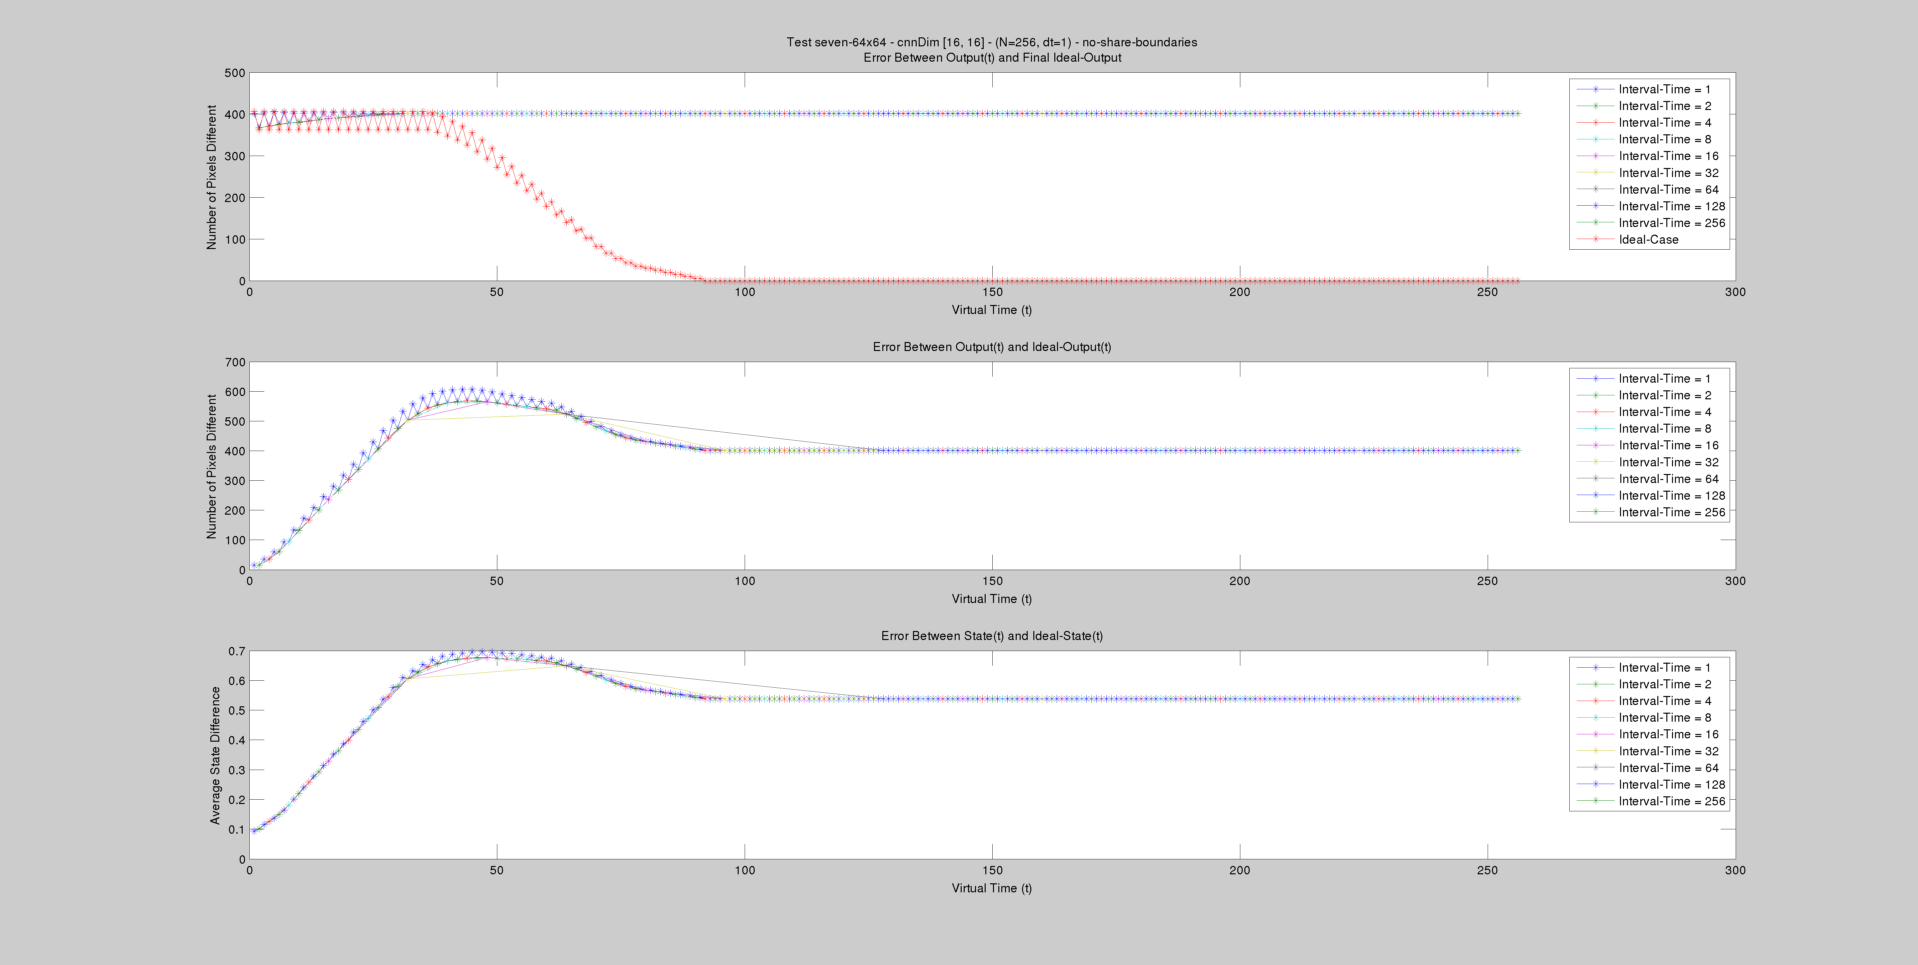 Test seven-64x64 - cnnDim [16, 16] - (N=256, dt=1) - no-share-boundaries
Error Between Output(t) and Final Ideal-Output
Number of Pixels Different
500
400
300
200
100
0
0 50 100 150 200 250 300
Virtual Time (t)
Interval-Time = 1
Interval-Time = 2
Interval-Time = 4
Interval-Time = 8
Interval-Time = 16
Interval-Time = 32
Interval-Time = 64
Interval-Time = 128
Interval-Time = 256
Ideal-Case
Error Between Output(t) and Ideal-Output(t)
Number of Pixels Different
700
600
500
400
300
200
100
0
0 50 100 150 200 250 300
Virtual Time (t)
Interval-Time = 1
Interval-Time = 2
Interval-Time = 4
Interval-Time = 8
Interval-Time = 16
Interval-Time = 32
Interval-Time = 64
Interval-Time = 128
Interval-Time = 256
Error Between State(t) and Ideal-State(t)
Average State Difference
0.7
0.6
0.5
0.4
0.3
0.2
0.1
0
0 50 100 150 200 250 300
Virtual Time (t)
Interval-Time = 1
Interval-Time = 2
Interval-Time = 4
Interval-Time = 8
Interval-Time = 16
Interval-Time = 32
Interval-Time = 64
Interval-Time = 128
Interval-Time = 256